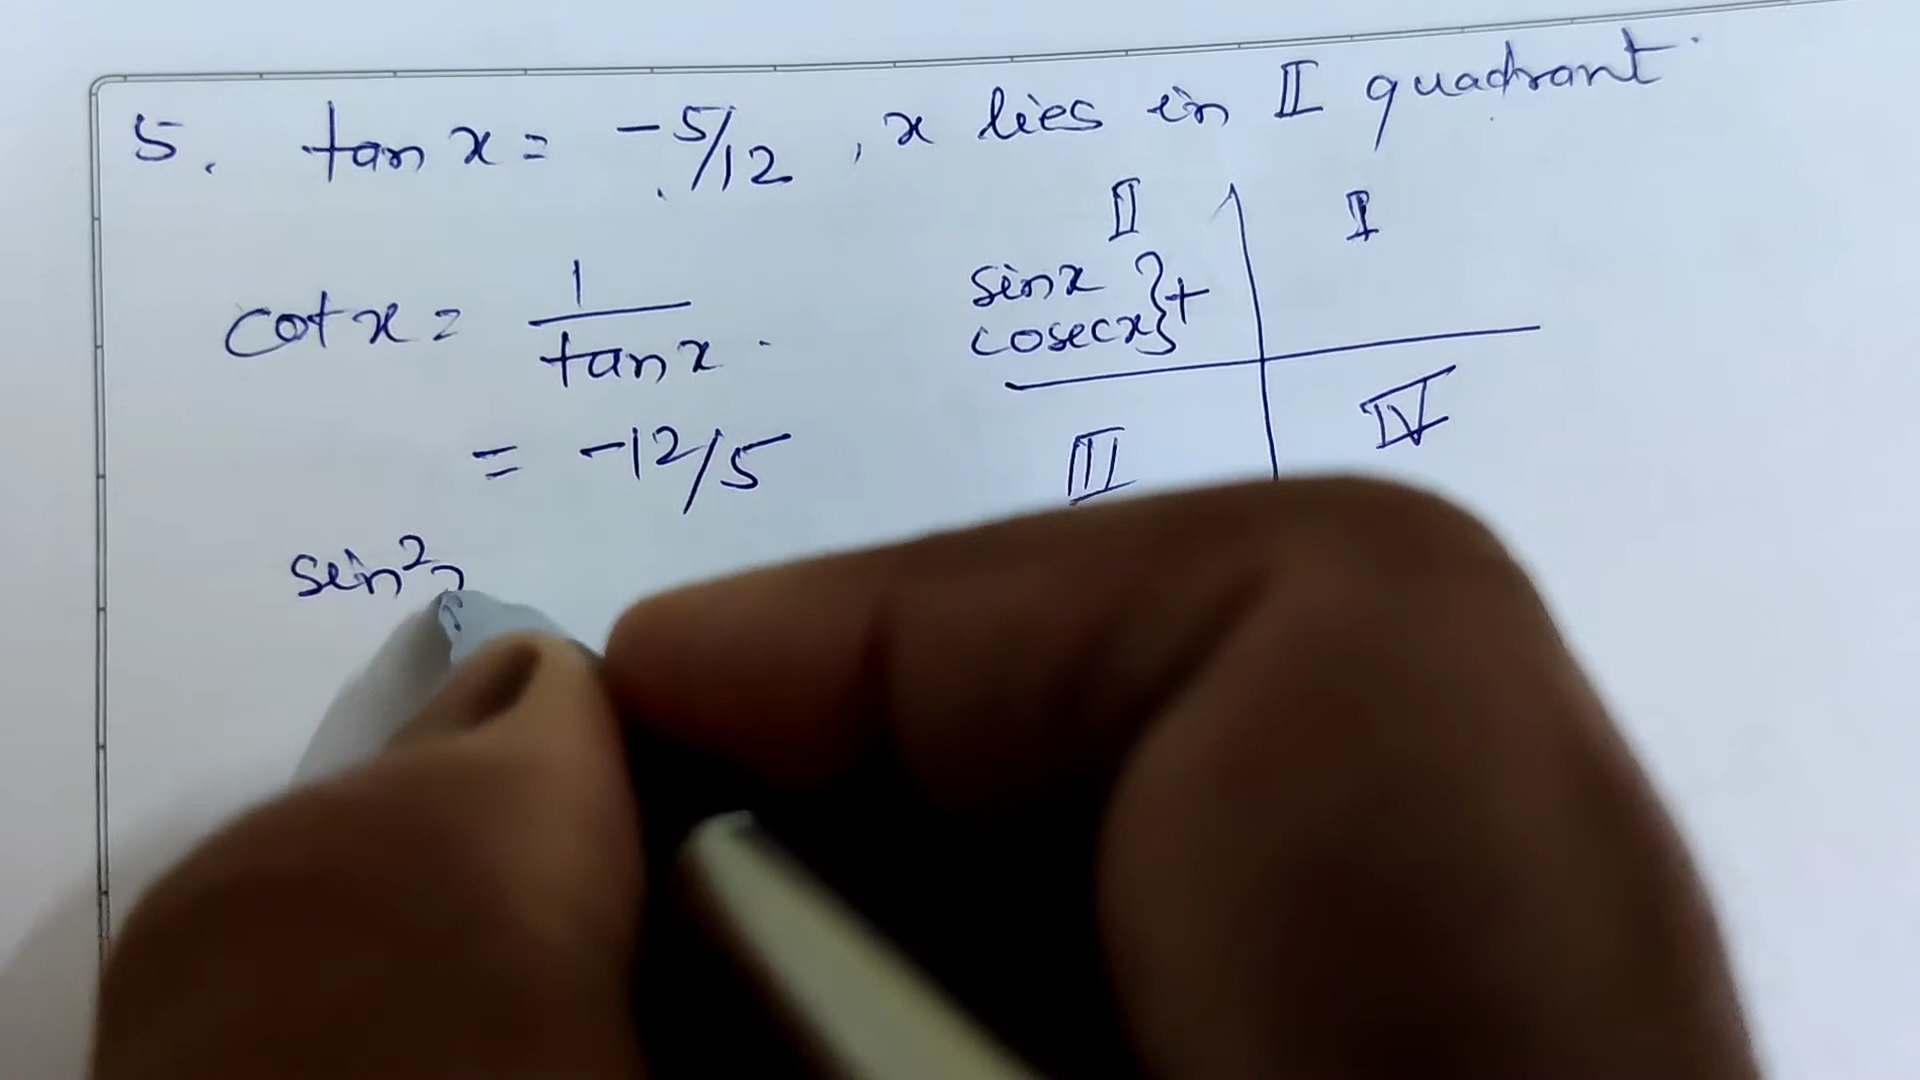 5. tan x = -5/12, x lies in II quadrant.
II I
cot x = 1/tan x.
sin x
cosec x } +
= -12/5
III IV
sin²